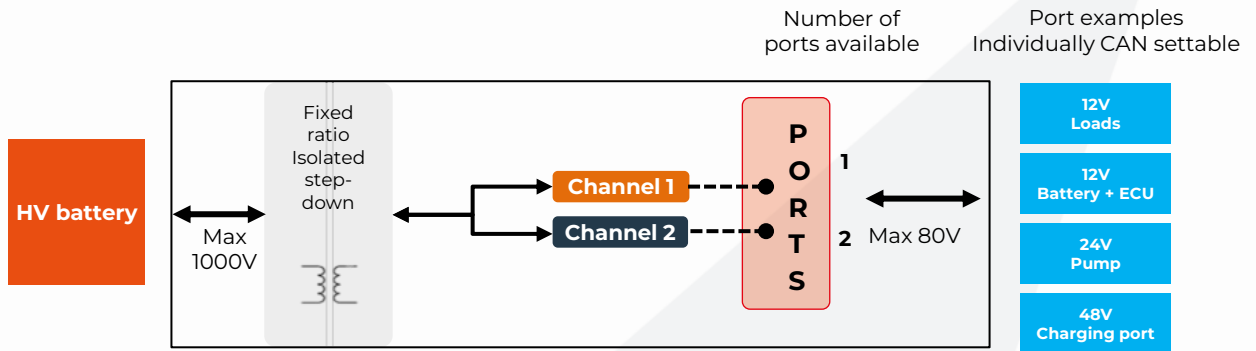 Number of
ports available
Port examples
Individually CAN settable
HV battery
Max
1000V
Fixed
ratio
Isolated
step-
down
Channel 1
Channel 2
P
O
R
T
S
1
2
Max 80V
12V
Loads
12V
Battery + ECU
24V
Pump
48V
Charging port